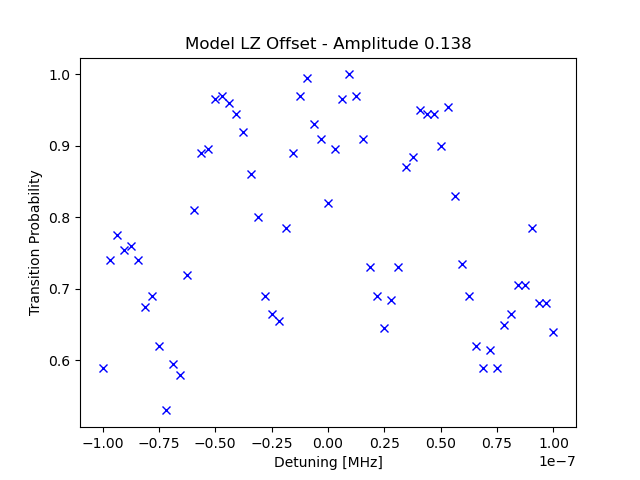 Model LZ Offset - Amplitude 0.138
Transition Probability
1.0
0.9
0.8
0.7
0.6
−1.00 −0.75 −0.50 −0.25 0.00 0.25 0.50 0.75 1.00
1e−7
Detuning [MHz]